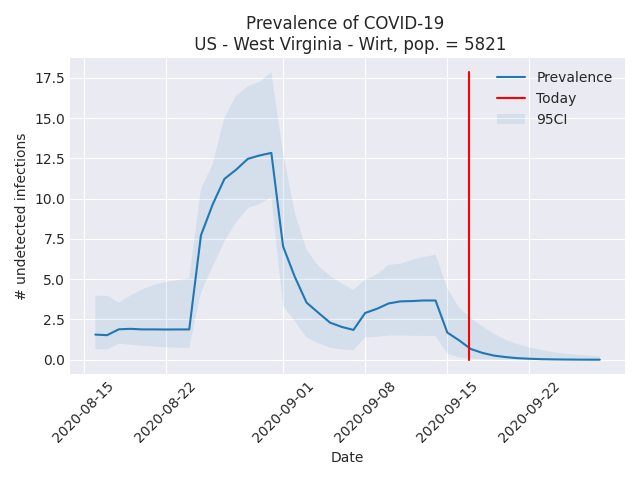 Prevalence of COVID-19
US - West Virginia - Wirt, pop. = 5821
Prevalence
Today
95CI
17.5
15.0
12.5
10.0
7.5
5.0
2.5
0.0
# undetected infections
2020-08-15
2020-08-22
2020-09-01
2020-09-08
2020-09-15
2020-09-22
Date